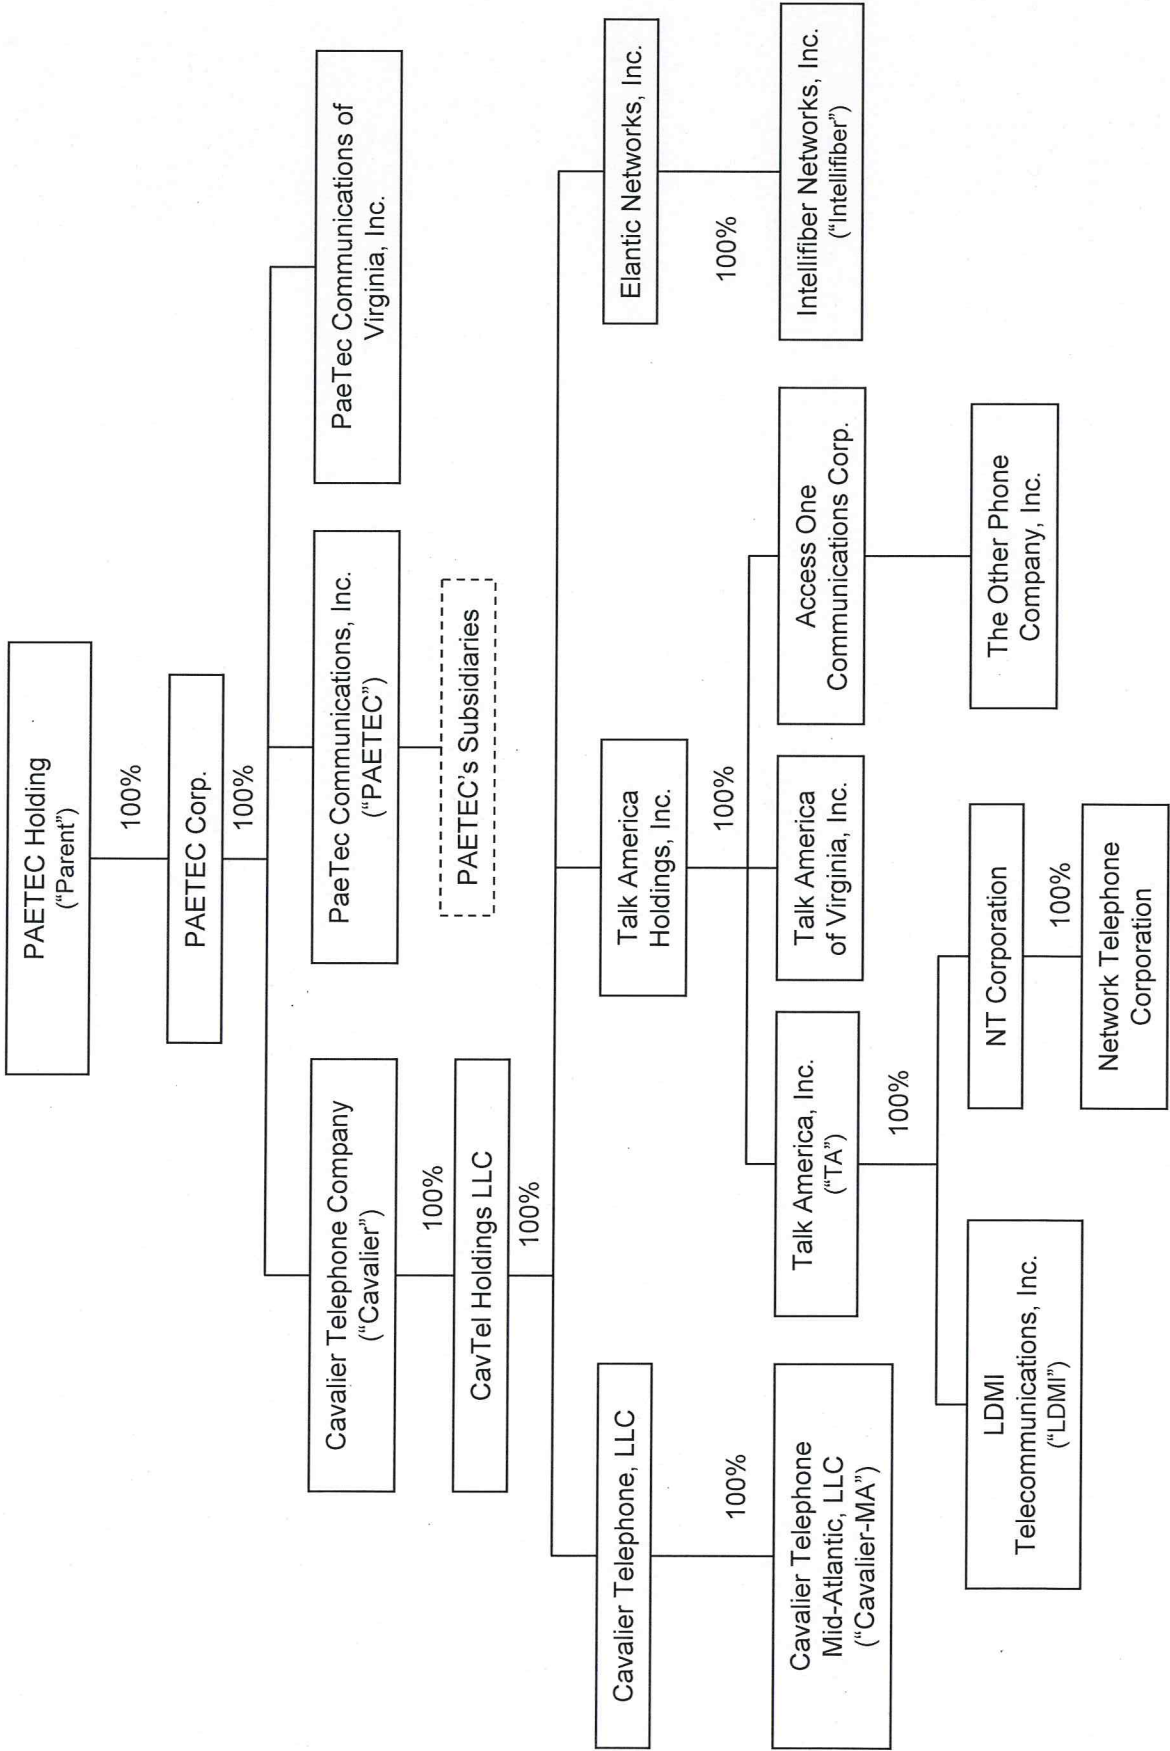 PAETEC Holding
(“Parent”)
100%
PAETEC Corp.
100%
Cavalier Telephone Company
(“Cavalier”)
PaeTec Communications, Inc.
(“PAETEC”)
PaeTec Communications of
Virginia, Inc.
100%
CavTel Holdings LLC
PAETEC’s Subsidiaries
100%
Cavalier Telephone, LLC
Talk America
Holdings, Inc.
Elantic Networks, Inc.
100%
100%
100%
Cavalier Telephone
Mid-Atlantic, LLC
(“Cavalier-MA”)
Talk America, Inc.
(“TA”)
Talk America
of Virginia, Inc.
Access One
Communications Corp.
Intellifiber Networks, Inc.
(“Intellifiber”)
100%
LDMI
Telecommunications, Inc.
(“LDMI”)
NT Corporation
The Other Phone
Company, Inc.
100%
Network Telephone
Corporation